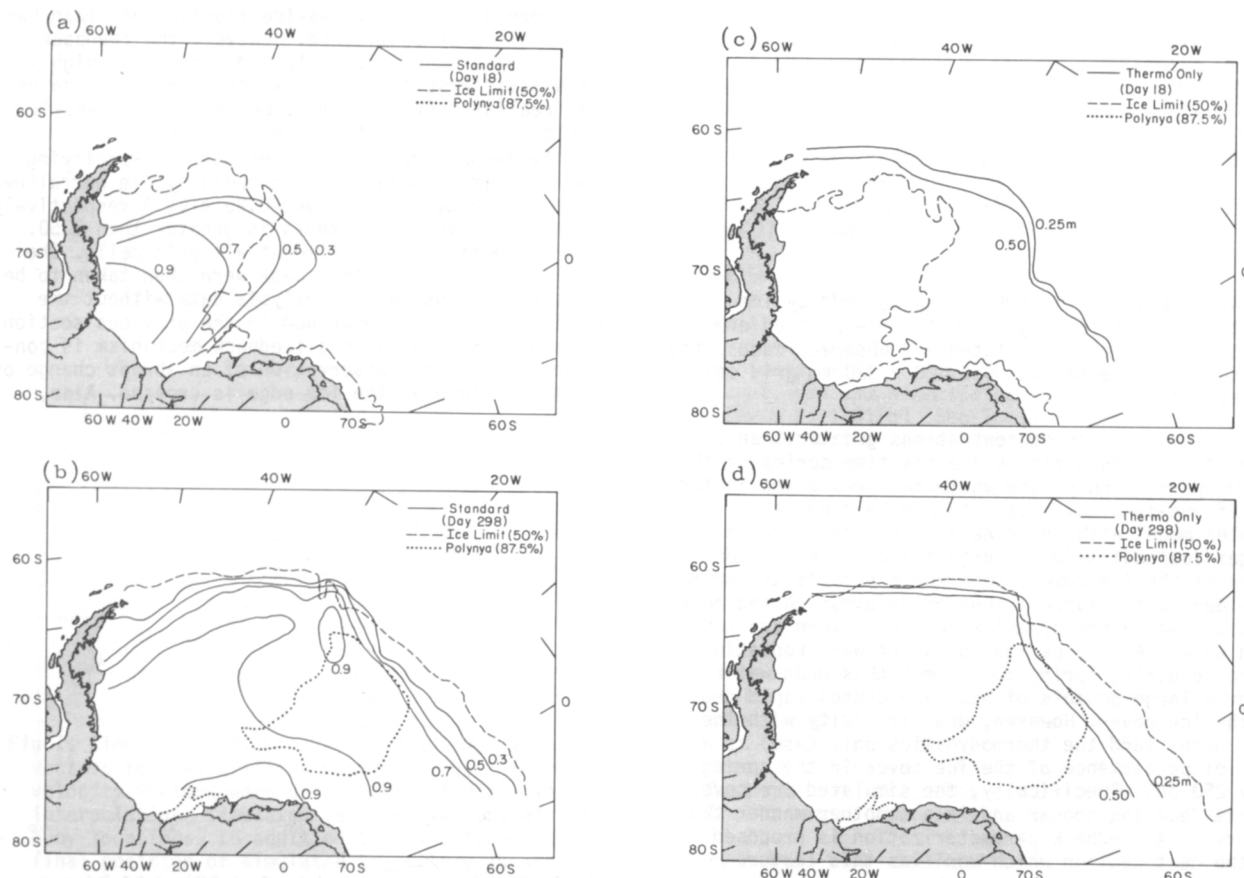 (a)
60W
40W
20W
Standard
(Day 18)
Ice Limit (50%)
Polynya (87.5%)
60 S
70 S
80 S
0.9
0.7
0.5
0.3
0
60 W 40 W 20W 0 70S 60S
(b)
60W
40W
20W
Standard
(Day 298)
Ice Limit (50%)
Polynya (87.5%)
60 S
70 S
80 S
0.9
0.9
0.9
0.7
0.5
0.3
0
60 W 40 W 20W 0 70S 60S
(c)
60W
40W
20W
Thermo Only
(Day 18)
Ice Limit (50%)
Polynya (87.5%)
60 S
70 S
80 S
0.25m
0.50
60 W 40 W 20W 0 70S 60S
(d)
60W
40W
20W
Thermo Only
(Day 298)
Ice Limit (50%)
Polynya (87.5%)
60 S
70 S
80 S
0.25m
0.50
60W 40 W 20W 0 70S 60S